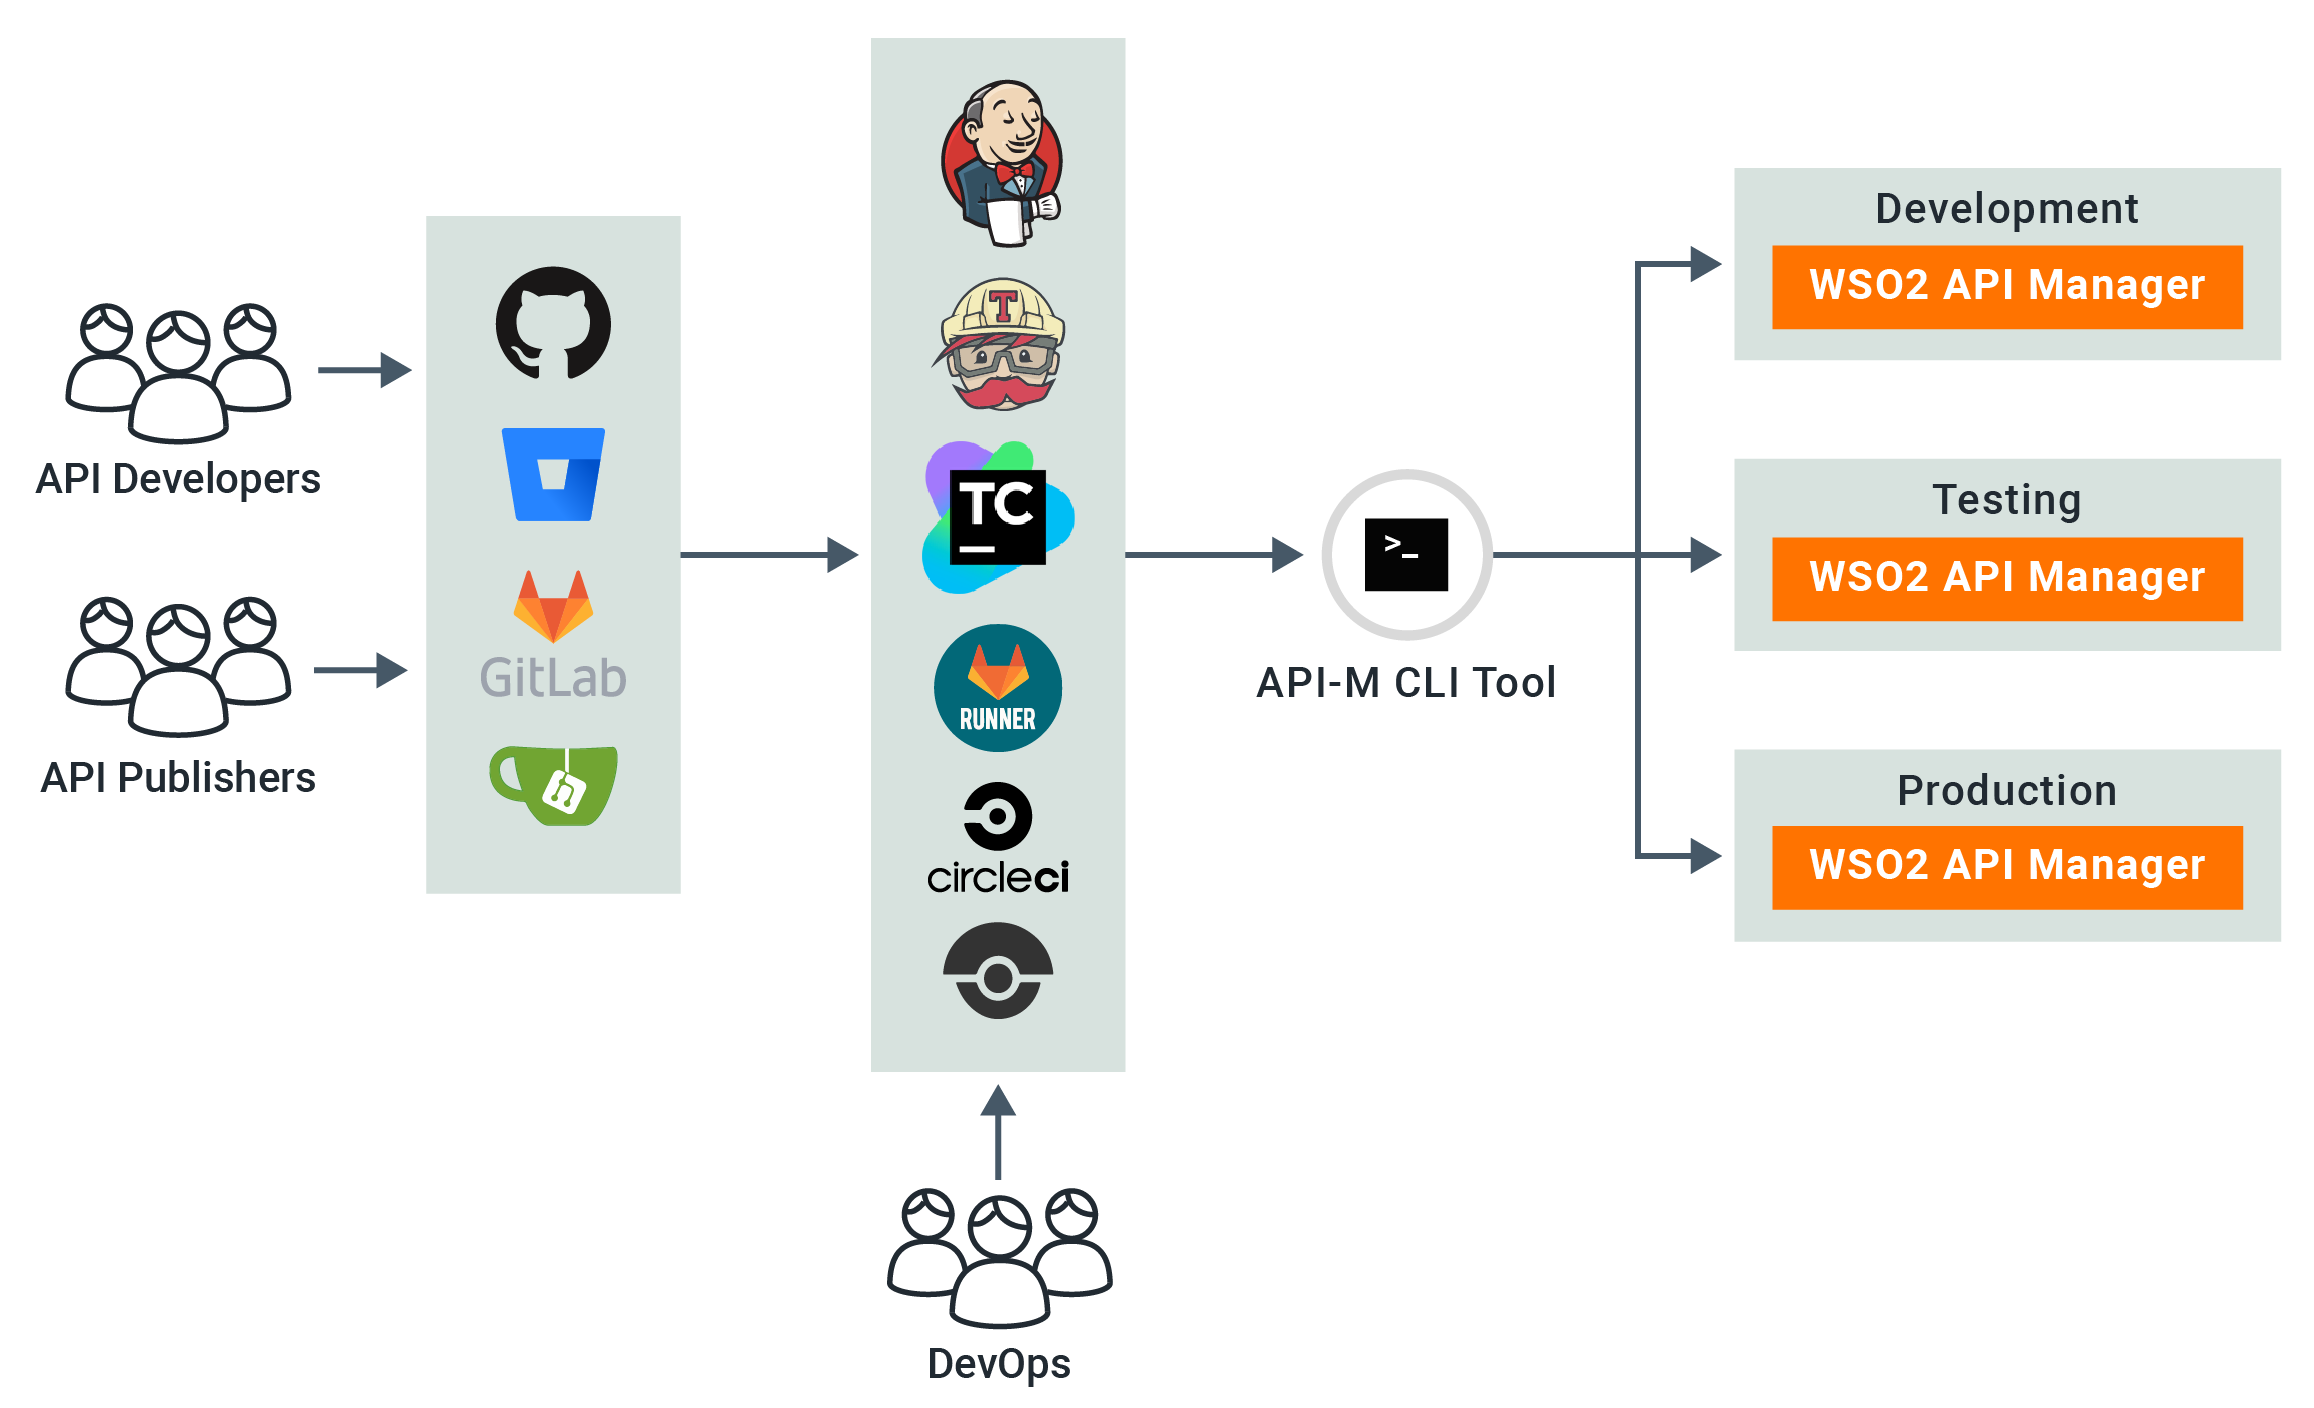 API Developers
API Publishers
GitLab
T
TC
RUNNER
circleci
>_
API-M CLI Tool
DevOps
Development
WSO2 API Manager
Testing
WSO2 API Manager
Production
WSO2 API Manager